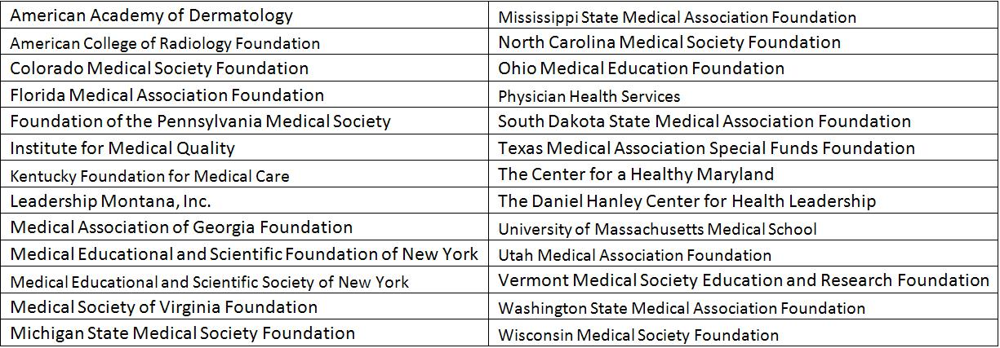 American Academy of Dermatology
Mississippi State Medical Association Foundation
American College of Radiology Foundation
North Carolina Medical Society Foundation
Colorado Medical Society Foundation
Ohio Medical Education Foundation
Florida Medical Association Foundation
Physician Health Services
Foundation of the Pennsylvania Medical Society
South Dakota State Medical Association Foundation
Institute for Medical Quality
Texas Medical Association Special Funds Foundation
Kentucky Foundation for Medical Care
The Center for a Healthy Maryland
Leadership Montana, Inc.
The Daniel Hanley Center for Health Leadership
Medical Association of Georgia Foundation
University of Massachusetts Medical School
Medical Educational and Scientific Foundation of New York
Utah Medical Association Foundation
Medical Educational and Scientific Society of New York
Vermont Medical Society Education and Research Foundation
Medical Society of Virginia Foundation
Washington State Medical Association Foundation
Michigan State Medical Society Foundation
Wisconsin Medical Society Foundation